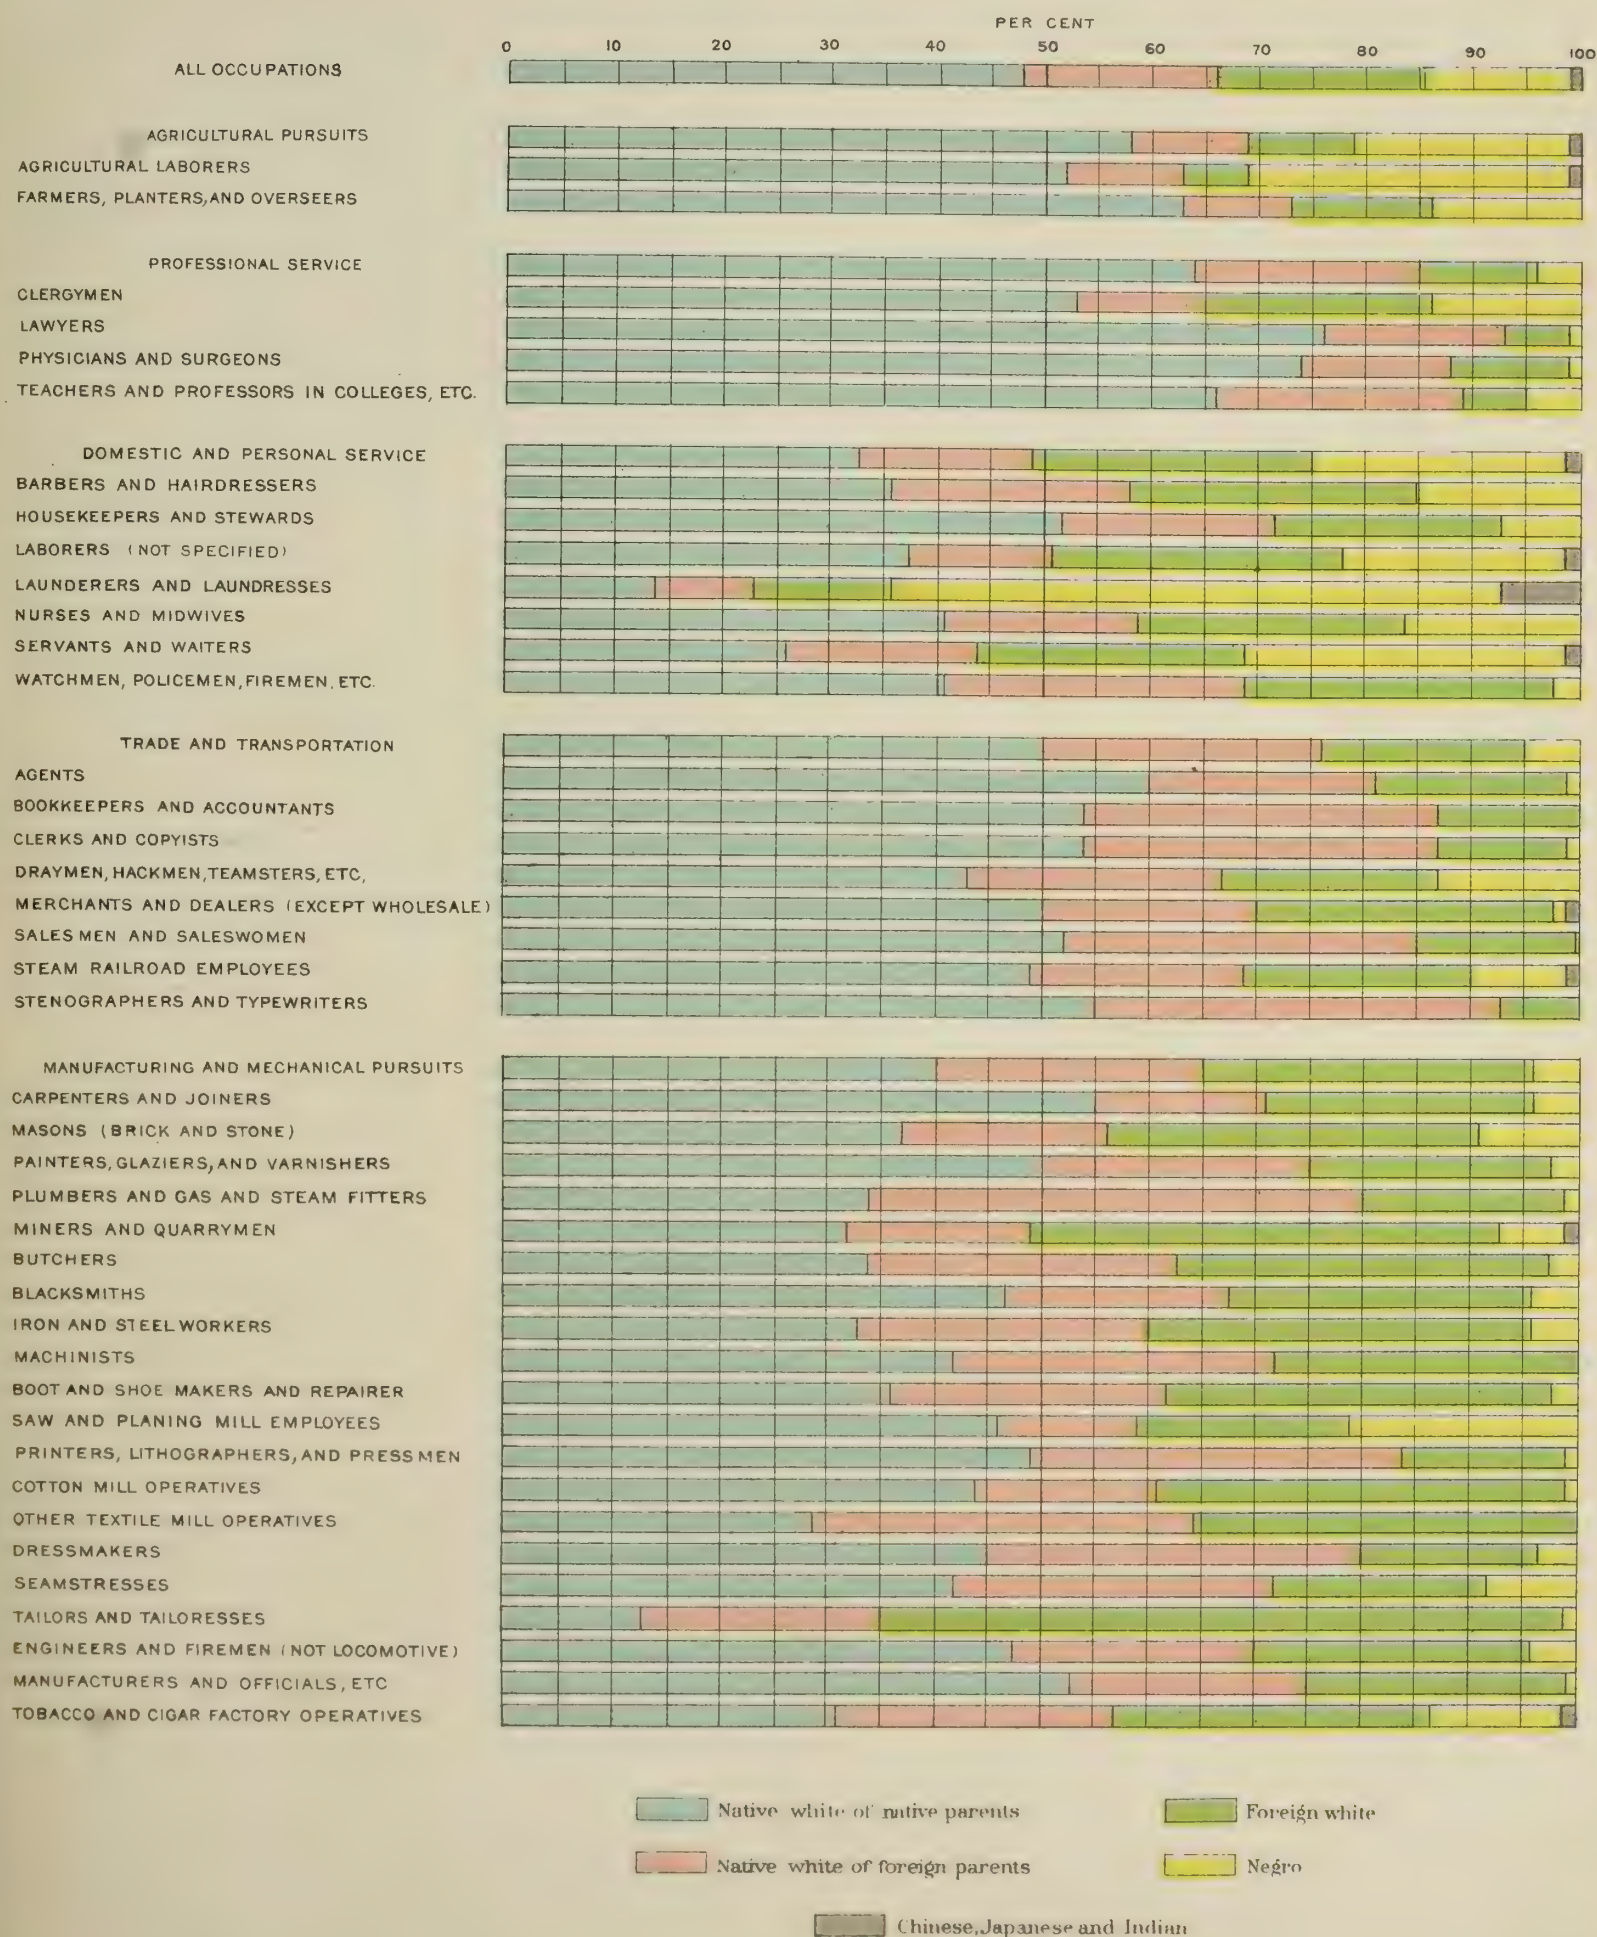 PER CENT
0 10 20 30 40 50 60 70 80 90 100
ALL OCCUPATIONS
AGRICULTURAL PURSUITS
AGRICULTURAL LABORERS
FARMERS, PLANTERS, AND OVERSEERS
PROFESSIONAL SERVICE
CLERGYMEN
LAWYERS
PHYSICIANS AND SURGEONS
TEACHERS AND PROFESSORS IN COLLEGES, ETC.
DOMESTIC AND PERSONAL SERVICE
BARBERS AND HAIRDRESSERS
HOUSEKEEPERS AND STEWARDS
LABORERS (NOT SPECIFIED)
LAUNDERERS AND LAUNDRESSES
NURSES AND MIDWIVES
SERVANTS AND WAITERS
WATCHMEN, POLICEMEN, FIREMEN, ETC.
TRADE AND TRANSPORTATION
AGENTS
BOOKKEEPERS AND ACCOUNTANTS
CLERKS AND COPYISTS
DRAYMEN, HACKMEN, TEAMSTERS, ETC,
MERCHANTS AND DEALERS (EXCEPT WHOLESALE)
SALES MEN AND SALESWOMEN
STEAM RAILROAD EMPLOYEES
STENOGRAPHERS AND TYPEWRITERS
MANUFACTURING AND MECHANICAL PURSUITS
CARPENTERS AND JOINERS
MASONS (BRICK AND STONE)
PAINTERS, GLAZIERS, AND VARNISHERS
PLUMBERS AND GAS AND STEAM FITTERS
MINERS AND QUARRYMEN
BUTCHERS
BLACKSMITHS
IRON AND STEEL WORKERS
MACHINISTS
BOOT AND SHOE MAKERS AND REPAIRER
SAW AND PLANING MILL EMPLOYEES
PRINTERS, LITHOGRAPHERS, AND PRESSMEN
COTTON MILL OPERATIVES
OTHER TEXTILE MILL OPERATIVES
DRESSMAKERS
SEAMSTRESSES
TAILORS AND TAILORESSES
ENGINEERS AND FIREMEN (NOT LOCOMOTIVE)
MANUFACTURERS AND OFFICIALS, ETC
TOBACCO AND CIGAR FACTORY OPERATIVES
Native white of native parents
Foreign white
Native white of foreign parents
Negro
Chinese, Japanese and Indian